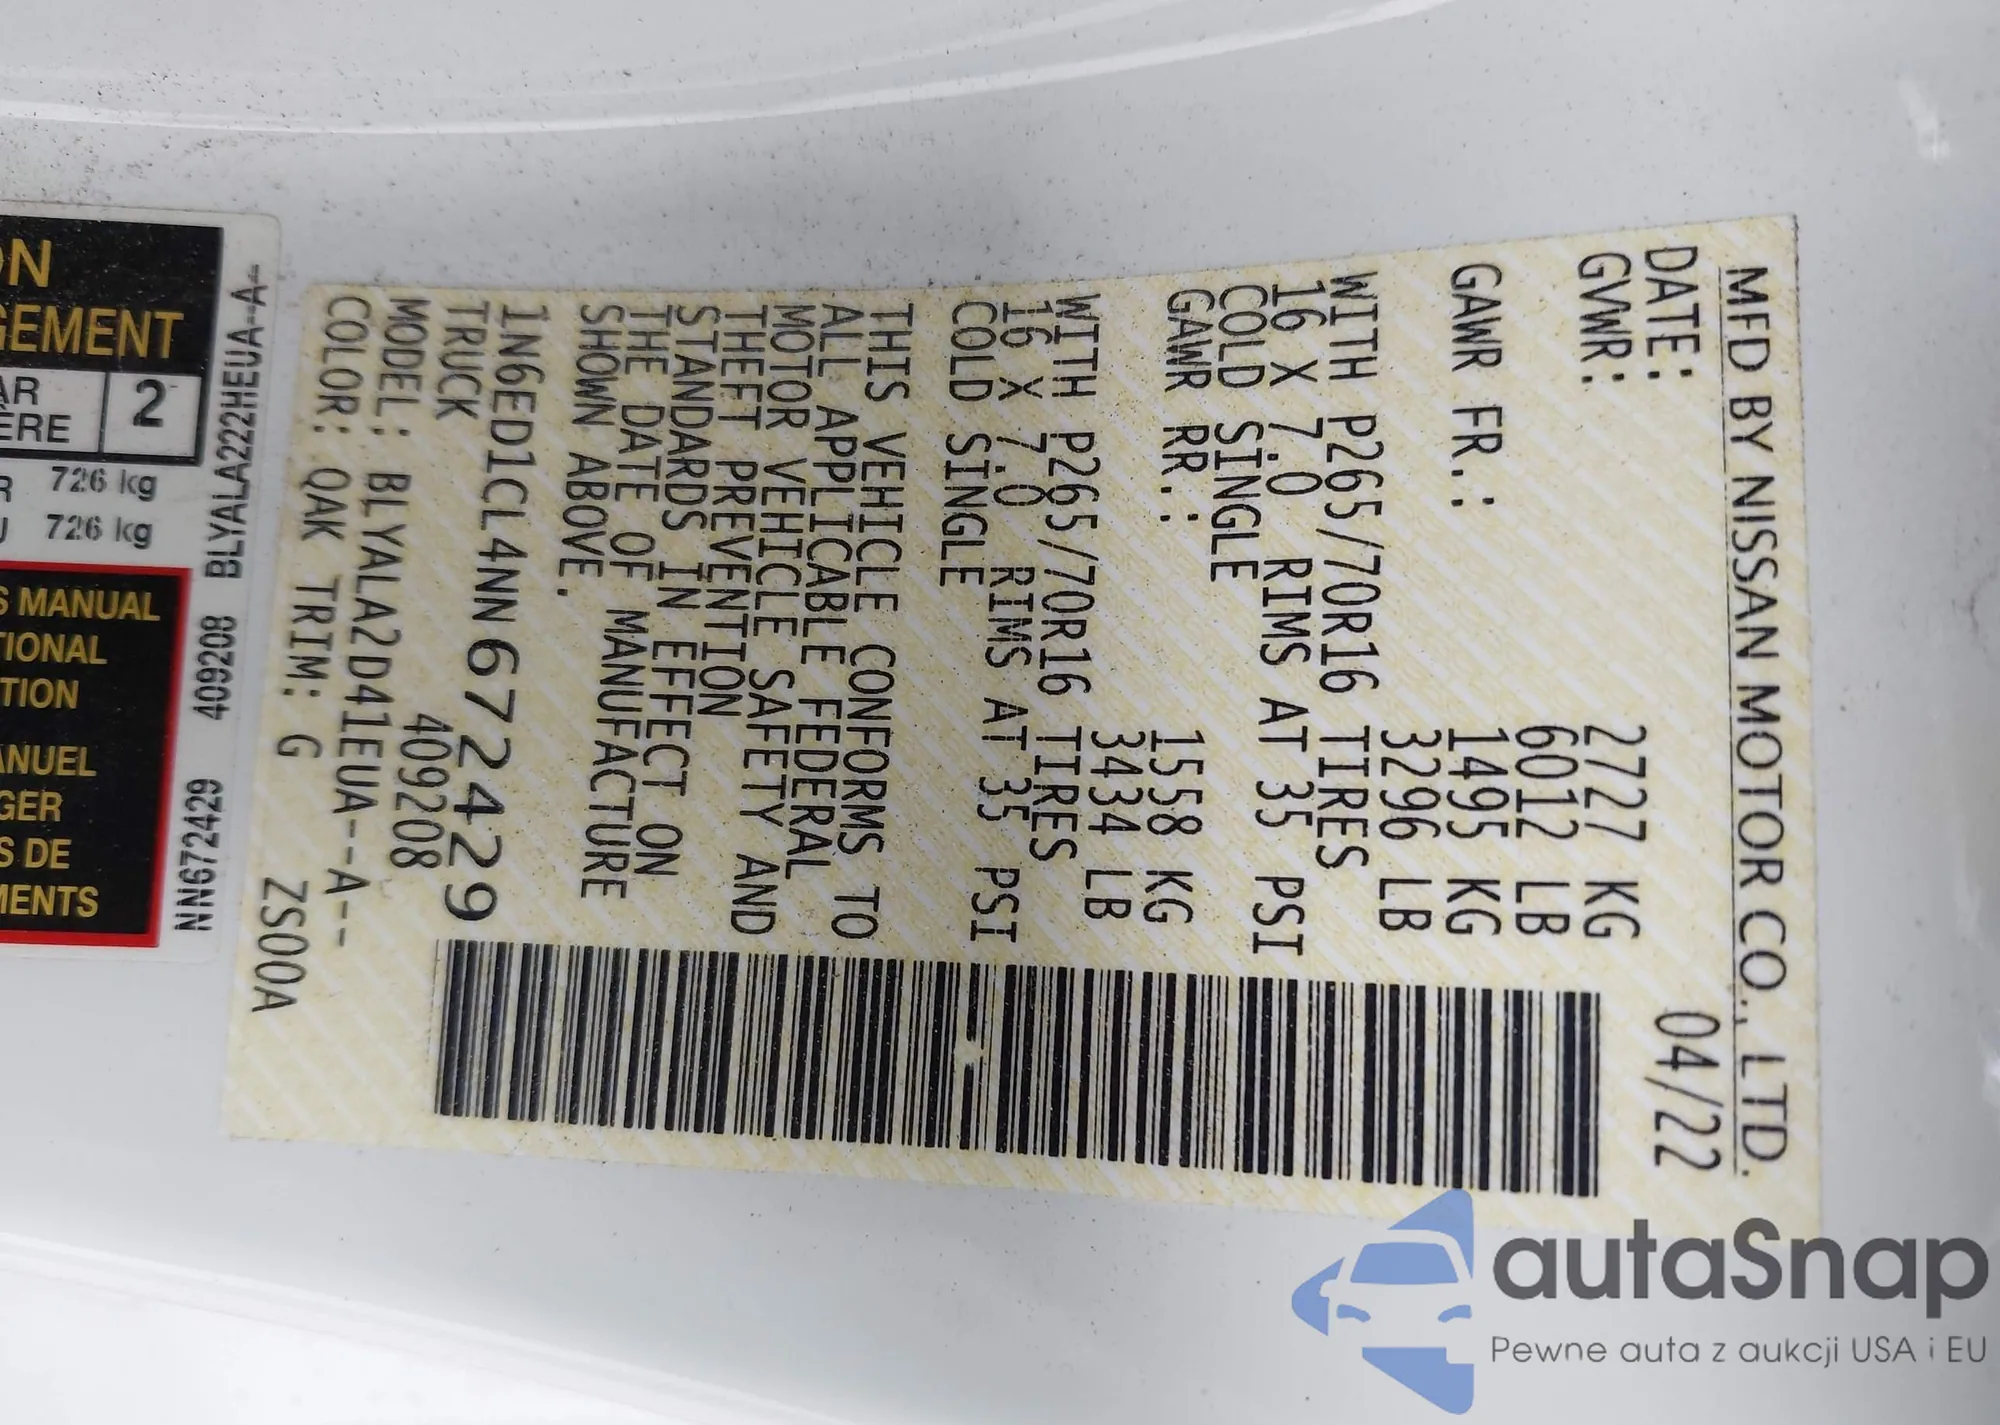 MFD BY NISSAN MOTOR CO., LTD.
DATE: 04/22
GVWR: 2727 KG
6012 LB
GAWR FR.: 1495 KG
3296 LB
WITH P265/70R16 TIRES
16 X 7.0 RIMS AT 35 PSI
COLD SINGLE
GAWR RR.: 1558 KG
3434 LB
WITH P265/70R16 TIRES
16 X 7.0 RIMS AT 35 PSI
COLD SINGLE
THIS VEHICLE CONFORMS TO
ALL APPLICABLE FEDERAL
MOTOR VEHICLE SAFETY AND
THEFT PREVENTION
STANDARDS IN EFFECT ON
THE DATE OF MANUFACTURE
SHOWN ABOVE.
1N6ED1CL4NN672429
TRUCK 409208
MODEL: BLYALA2D41EUA--A--
COLOR: QAK TRIM: G ZS00A
BLYALA222HEUA-A- 409208 NN672429
ON
GEMENT
AR
ÈRE
2
R 726 kg
U 726 kg
S MANUAL
TIONAL
TION
ANUEL
GER
S DE
MENTS
autaSnap
Pewne auta z aukcji USA i EU